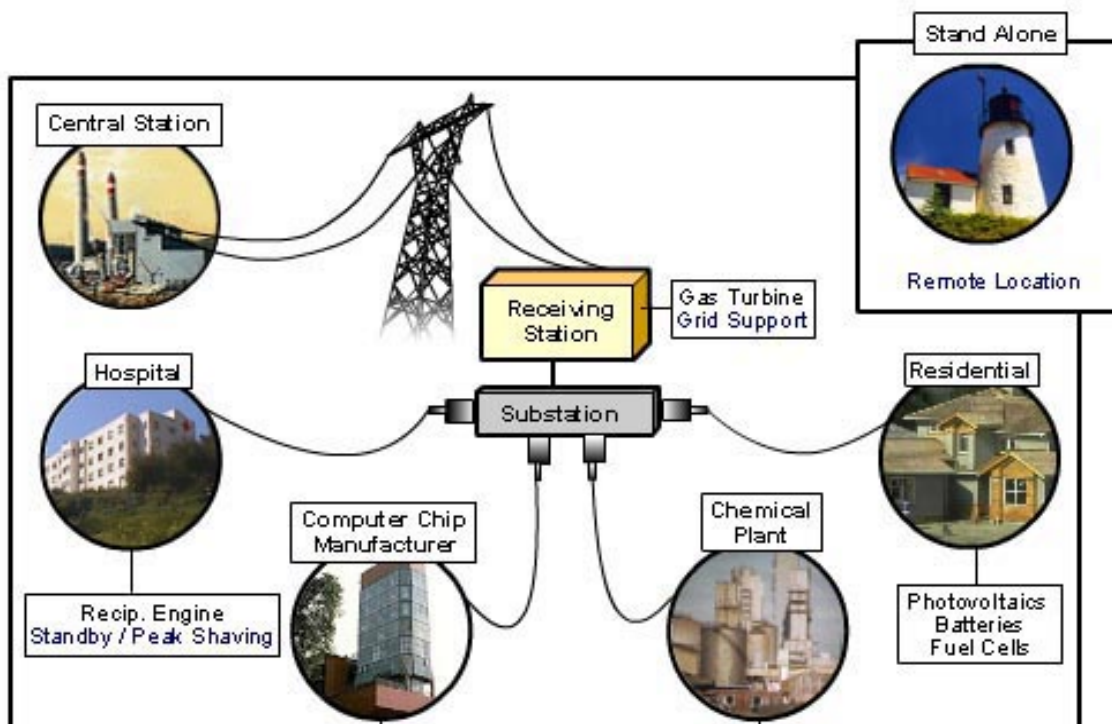 Stand Alone
Central Station
Remote Location
Receiving
Station
Gas Turbine
Grid Support
Hospital
Substation
Residential
Computer Chip
Manufacturer
Chemical
Plant
Recip. Engine
Standby / Peak Shaving
Photovoltaics
Batteries
Fuel Cells